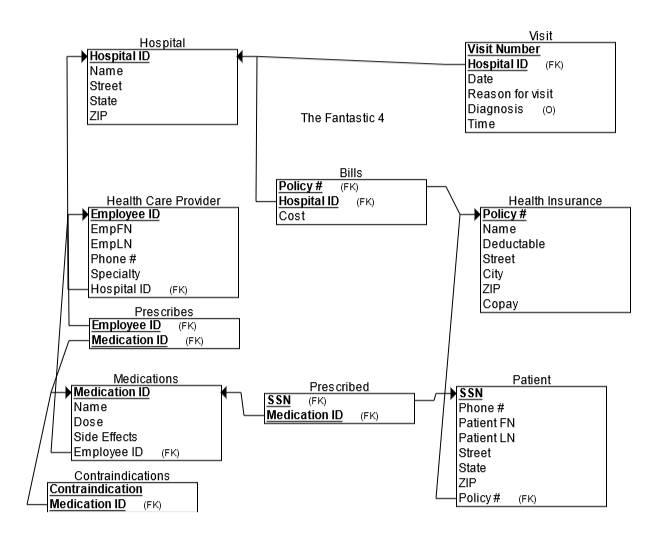 Hospital
Hospital ID
Name
Street
State
ZIP
Visit
Visit Number
Hospital ID (FK)
Date
Reason for visit
Diagnosis (O)
Time
The Fantastic 4
Bills
Policy # (FK)
Hospital ID (FK)
Cost
Health Care Provider
Employee ID
EmpFN
EmpLN
Phone #
Specialty
Hospital ID (FK)
Health Insurance
Policy #
Name
Deductable
Street
City
ZIP
Copay
Prescribes
Employee ID (FK)
Medication ID (FK)
Medications
Medication ID
Name
Dose
Side Effects
Employee ID (FK)
Prescribed
SSN (FK)
Medication ID (FK)
Patient
SSN
Phone #
Patient FN
Patient LN
Street
State
ZIP
Policy # (FK)
Contraindications
Contraindication
Medication ID (FK)